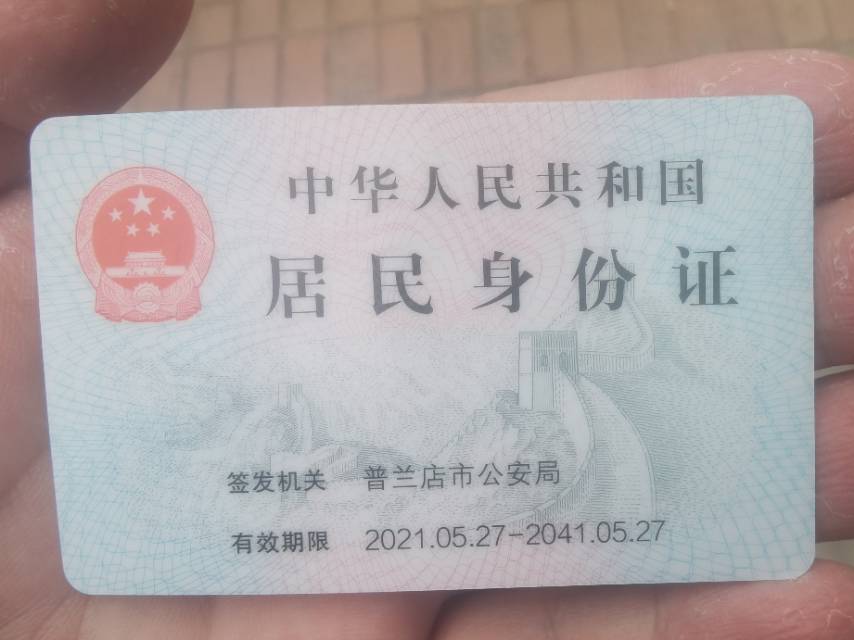 中华人民共和国
居民身份证
签发机关 普兰店市公安局
有效期限 2021.05.27-2041.05.27